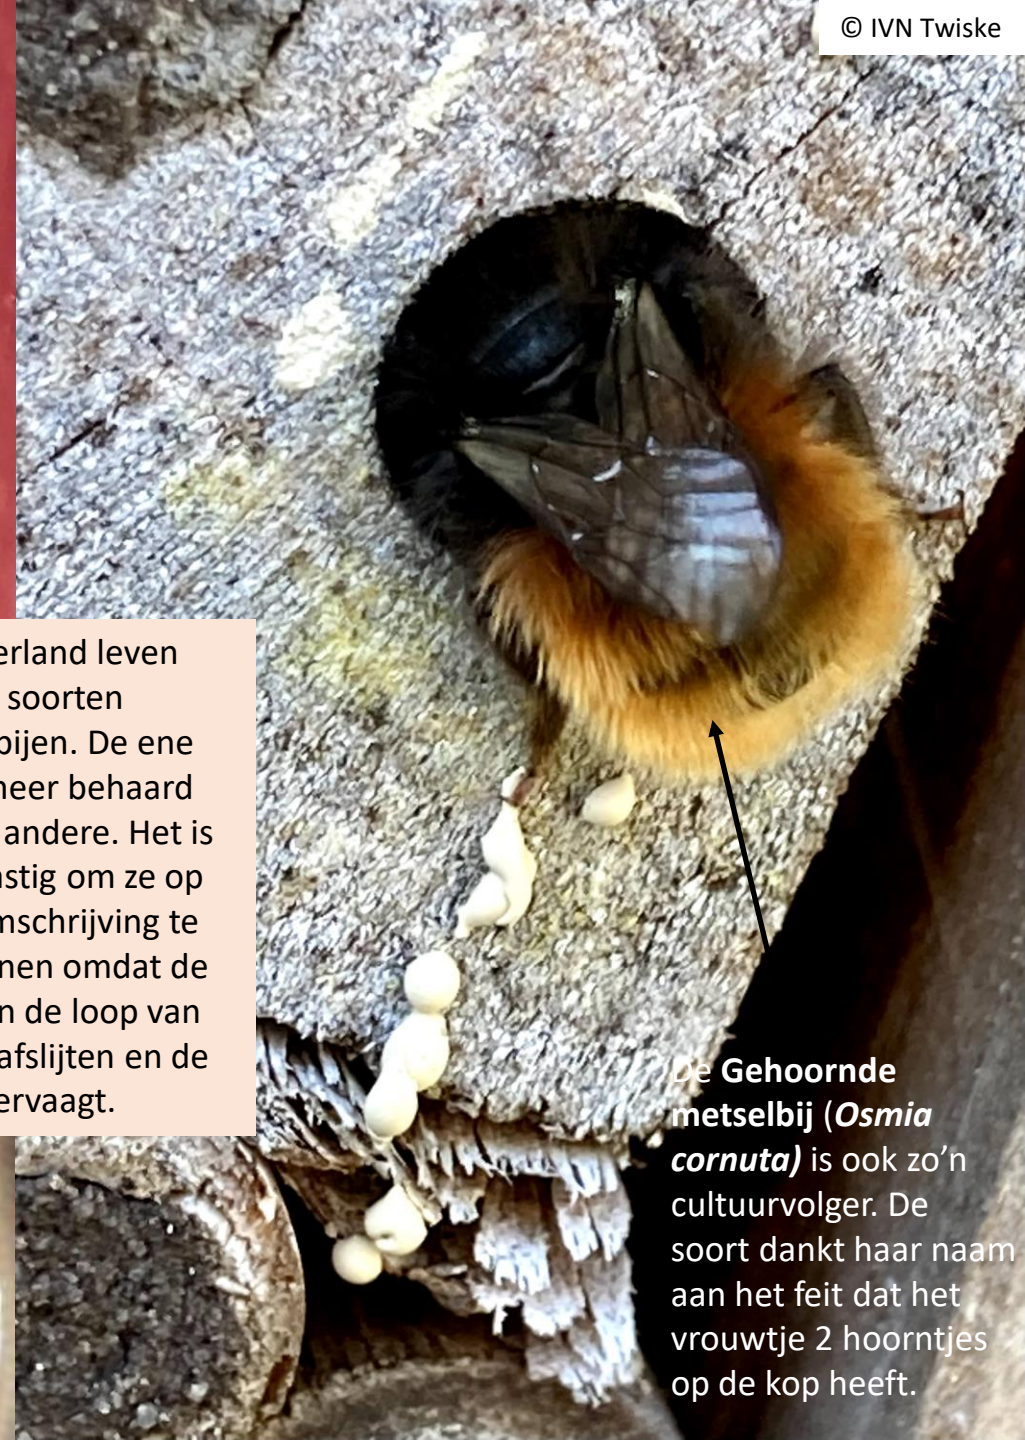 © IVN Twiske
erland leven
soorten
bijen. De ene
meer behaard
andere. Het is
stig om ze op
mschrijving te
nen omdat de
n de loop van
afslijten en de
ervaagt.
De Gehoornde
metselbij (Osmia
cornuta) is ook zo’n
cultuurvolger. De
soort dankt haar naam
aan het feit dat het
vrouwtje 2 hoorntjes
op de kop heeft.